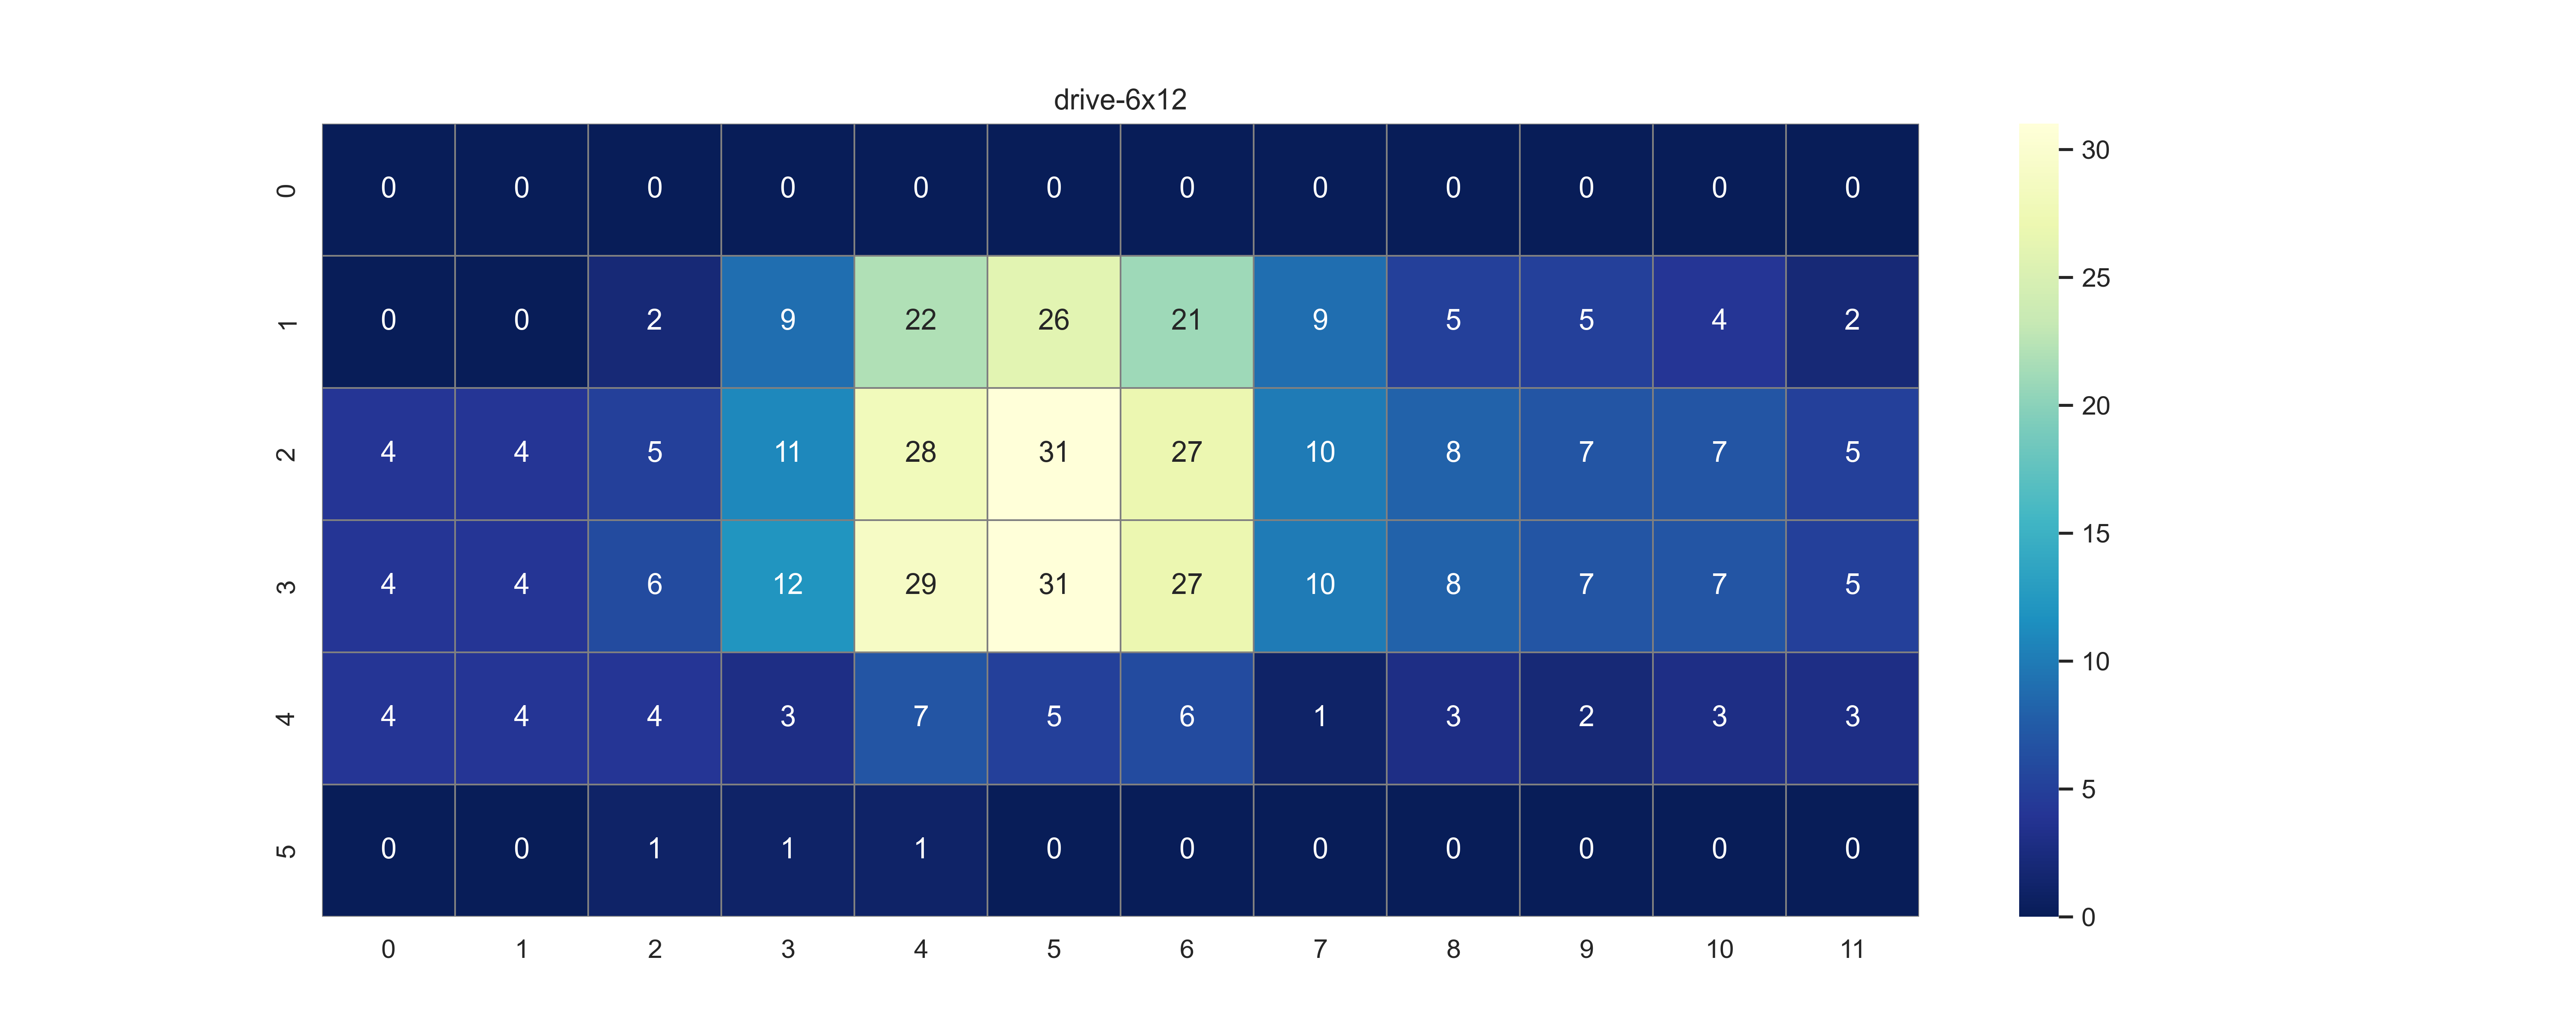 drive-6x12
30
0 0 0 0 0 0 0 0 0 0 0 0 0
25
1 0 0 2 9 22 26 21 9 5 5 4 2
20
2 4 4 5 11 28 31 27 10 8 7 7 5
15
3 4 4 6 12 29 31 27 10 8 7 7 5
10
4 4 4 4 3 7 5 6 1 3 2 3 3
5
5 0 0 1 1 1 0 0 0 0 0 0 0
0
0 1 2 3 4 5 6 7 8 9 10 11